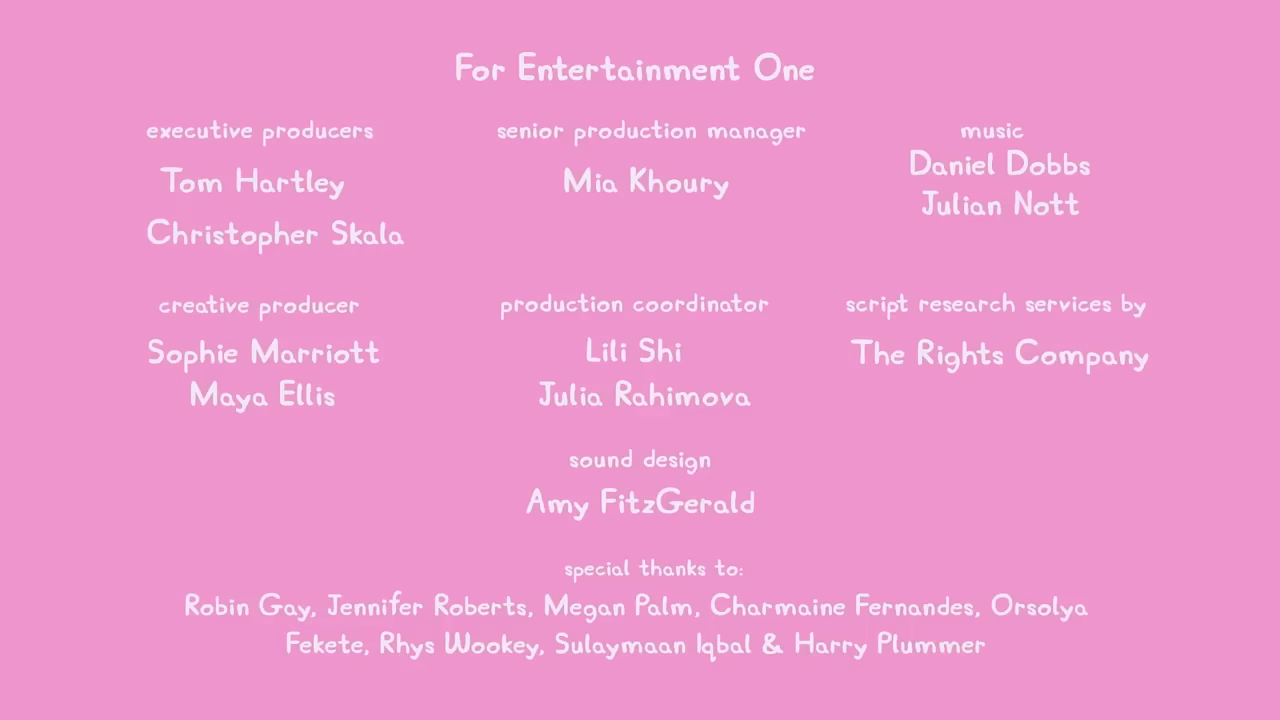 For Entertainment One
executive producers
Tom Hartley
Christopher Skala
senior production manager
Mia Khoury
music
Daniel Dobbs
Julian Nott
creative producer
Sophie Marriott
Maya Ellis
production coordinator
Lili Shi
Julia Rahimova
script research services by
The Rights Company
sound design
Amy FitzGerald
special thanks to:
Robin Gay, Jennifer Roberts, Megan Palm, Charmaine Fernandes, Orsolya
Fekete, Rhys Wookey, Sulaymaan Iqbal & Harry Plummer